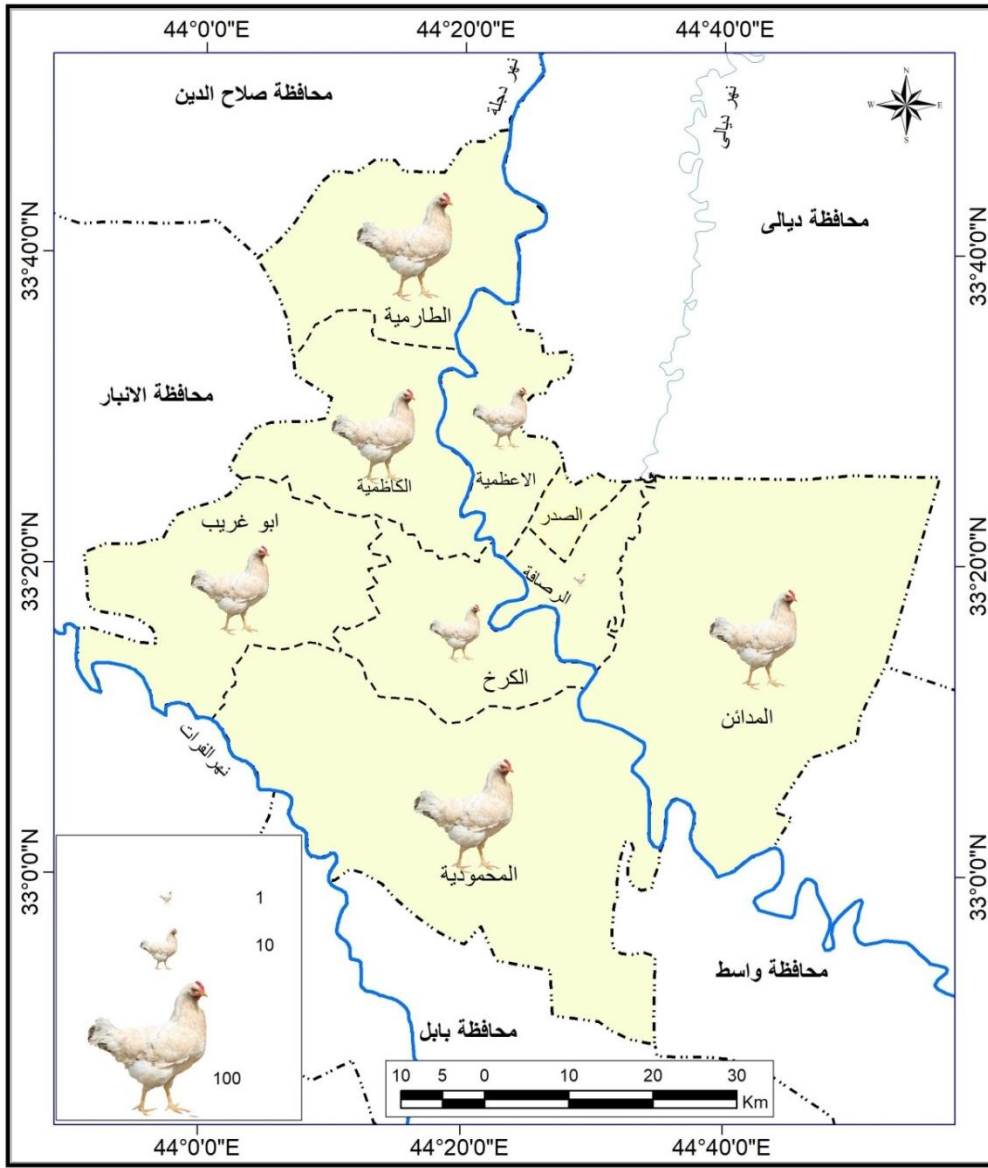 44°0'0"E
44°20'0"E
44°40'0"E
محافظة صلاح الدين
نهر دجلة
نهر ديالى
N
W
E
S
محافظة ديالى
33°40'0"N
33°40'0"N
الطارمية
محافظة الانبار
الكاظمية
الاعظمية
ابو غريب
الصدر
33°20'0"N
33°20'0"N
الرصافة
الكرخ
المدائن
نهر الفرات
المحمودية
33°0'0"N
33°0'0"N
1
10
100
محافظة واسط
محافظة بابل
10 5 0 10 20 30
Km
44°0'0"E
44°20'0"E
44°40'0"E